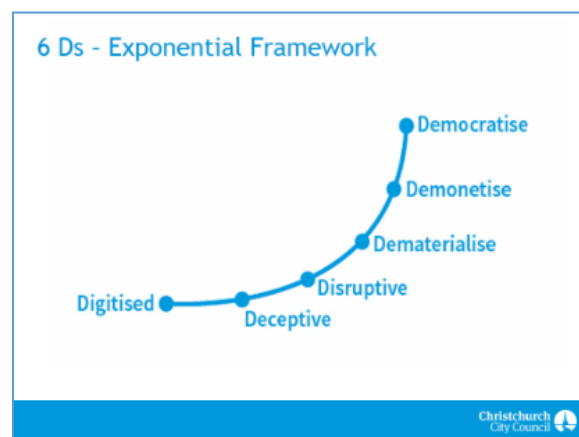 6 Ds – Exponential Framework
Democratise
Demonetise
Dematerialise
Disruptive
Deceptive
Digitised
Christchurch
City Council